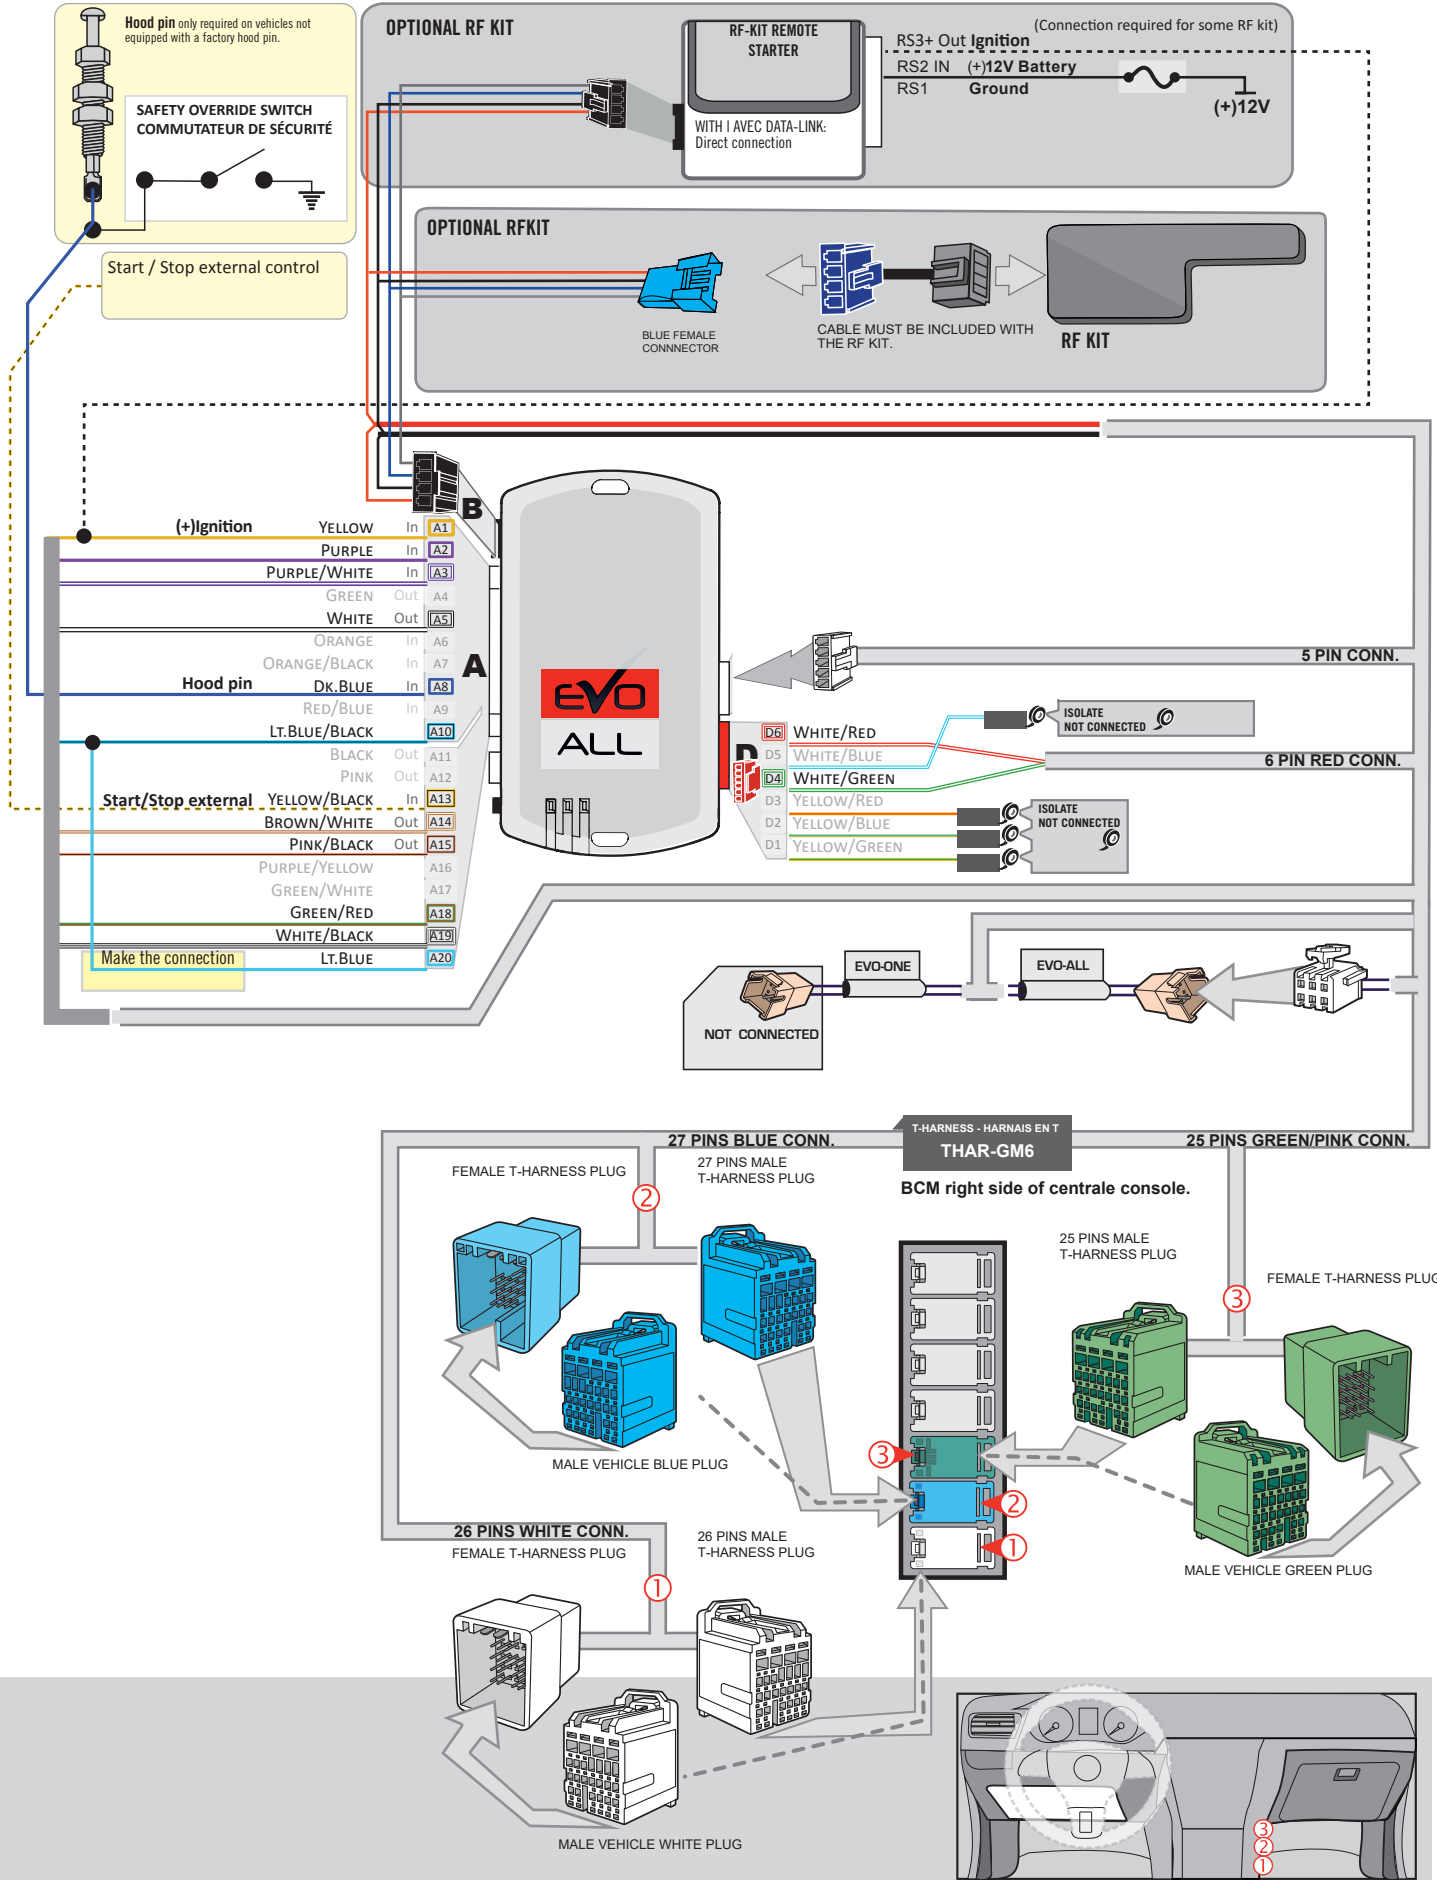 Hood pin only required on vehicles not
equipped with a factory hood pin.
SAFETY OVERRIDE SWITCH
COMMUTATEUR DE SÉCURITÉ
Start / Stop external control
OPTIONAL RF KIT
RF-KIT REMOTE
STARTER
WITH | AVEC DATA-LINK:
Direct connection
(Connection required for some RF kit)
RS3+ Out Ignition
RS2 IN (+)12V Battery
RS1 Ground
(+)12V
OPTIONAL RFKIT
BLUE FEMALE
CONNNECTOR
CABLE MUST BE INCLUDED WITH
THE RF KIT.
RF KIT
B
A
(+)Ignition YELLOW In A1
PURPLE In A2
PURPLE/WHITE In A3
GREEN Out A4
WHITE Out A5
ORANGE In A6
ORANGE/BLACK In A7
Hood pin DK.BLUE In A8
RED/BLUE In A9
LT.BLUE/BLACK A10
BLACK Out A11
PINK Out A12
Start/Stop external YELLOW/BLACK In A13
BROWN/WHITE Out A14
PINK/BLACK Out A15
PURPLE/YELLOW A16
GREEN/WHITE A17
GREEN/RED A18
WHITE/BLACK A19
Make the connection LT.BLUE A20
EVO
ALL
D
D6 WHITE/RED
D5 WHITE/BLUE
D4 WHITE/GREEN
D3 YELLOW/RED
D2 YELLOW/BLUE
D1 YELLOW/GREEN
5 PIN CONN.
ISOLATE
NOT CONNECTED
6 PIN RED CONN.
ISOLATE
NOT CONNECTED
EVO-ONE
EVO-ALL
NOT CONNECTED
T-HARNESS - HARNAIS EN T
THAR-GM6
27 PINS BLUE CONN.
25 PINS GREEN/PINK CONN.
BCM right side of centrale console.
FEMALE T-HARNESS PLUG
27 PINS MALE
T-HARNESS PLUG
2
25 PINS MALE
T-HARNESS PLUG
FEMALE T-HARNESS PLUG
3
MALE VEHICLE BLUE PLUG
3
2
1
MALE VEHICLE GREEN PLUG
26 PINS WHITE CONN.
FEMALE T-HARNESS PLUG
26 PINS MALE
T-HARNESS PLUG
1
MALE VEHICLE WHITE PLUG
3
2
1